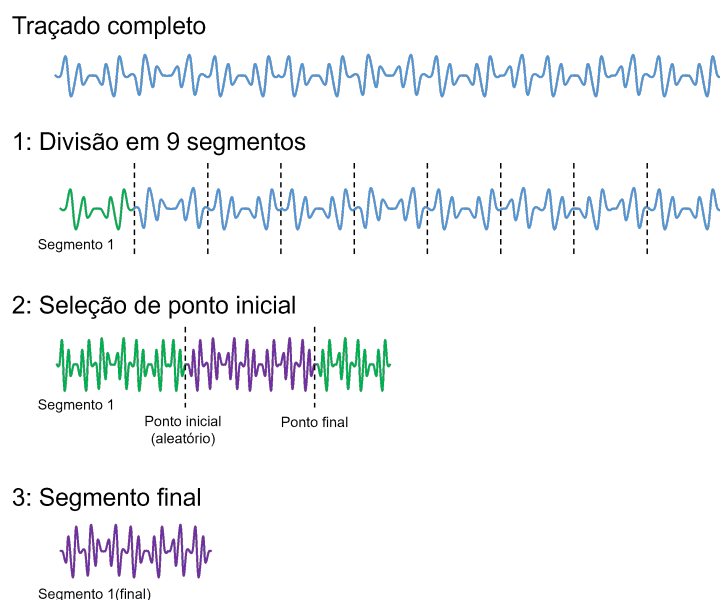 Traçado completo
1: Divisão em 9 segmentos
Segmento 1
2: Seleção de ponto inicial
Segmento 1
Ponto inicial
(aleatório)
Ponto final
3: Segmento final
Segmento 1(final)